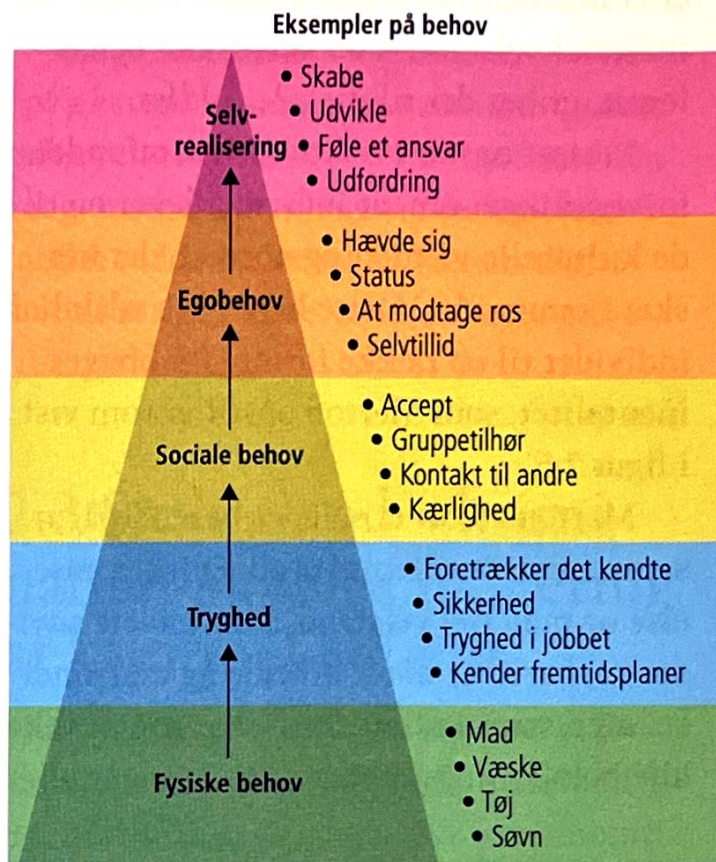 Eksempler på behov
• Skabe
• Udvikle
Selv-
realisering
• Føle et ansvar
• Udfordring
• Hævde sig
• Status
Egobehov
• At modtage ros
• Selvtillid
• Accept
• Gruppetilhør
Sociale behov
• Kontakt til andre
• Kærlighed
• Foretrækker det kendte
• Sikkerhed
Tryghed
• Tryghed i jobbet
• Kender fremtidsplaner
• Mad
• Væske
Fysiske behov
• Tøj
• Søvn